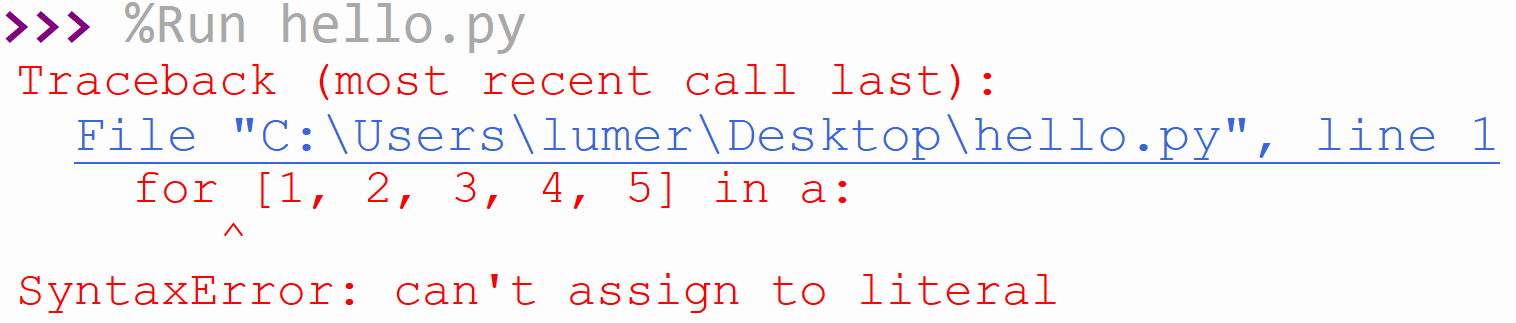 >>> %Run hello.py
Traceback (most recent call last):
File "C:\Users\lumer\Desktop\hello.py", line 1
for [1, 2, 3, 4, 5] in a:
^
SyntaxError: can't assign to literal